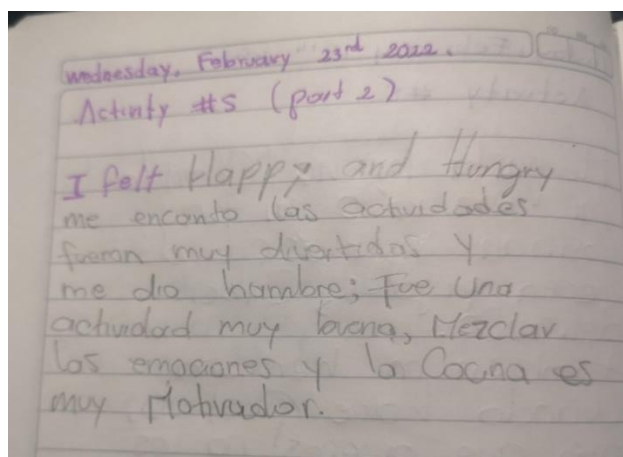 Wednesday, February 23rd 2022.
Activity #5 (part 2)
I felt Happy and Hungry
me encanto las actividades
fueron muy divertidas y
me dio hambre; Fue una
actividad muy buena, Mezclar
las emociones y la Cocina es
muy Motivador.